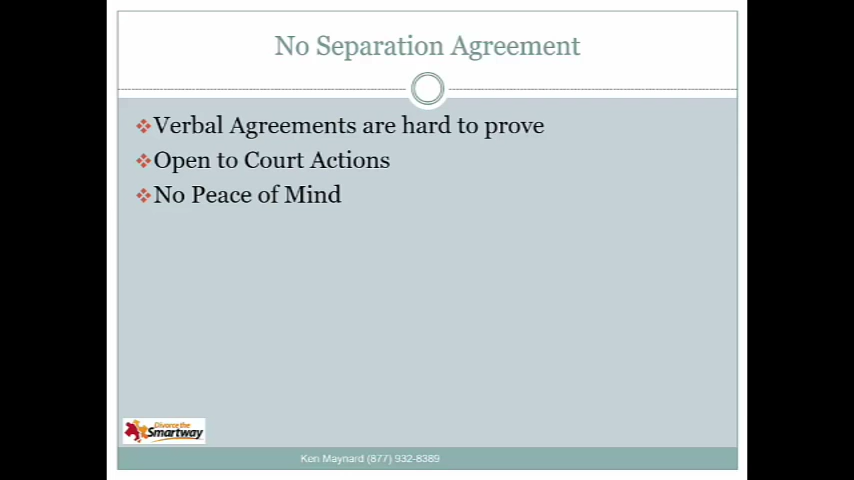 No Separation Agreement
Verbal Agreements are hard to prove
Open to Court Actions
No Peace of Mind
Divorce the
Smartway
Ken Maynard (877) 932-8389